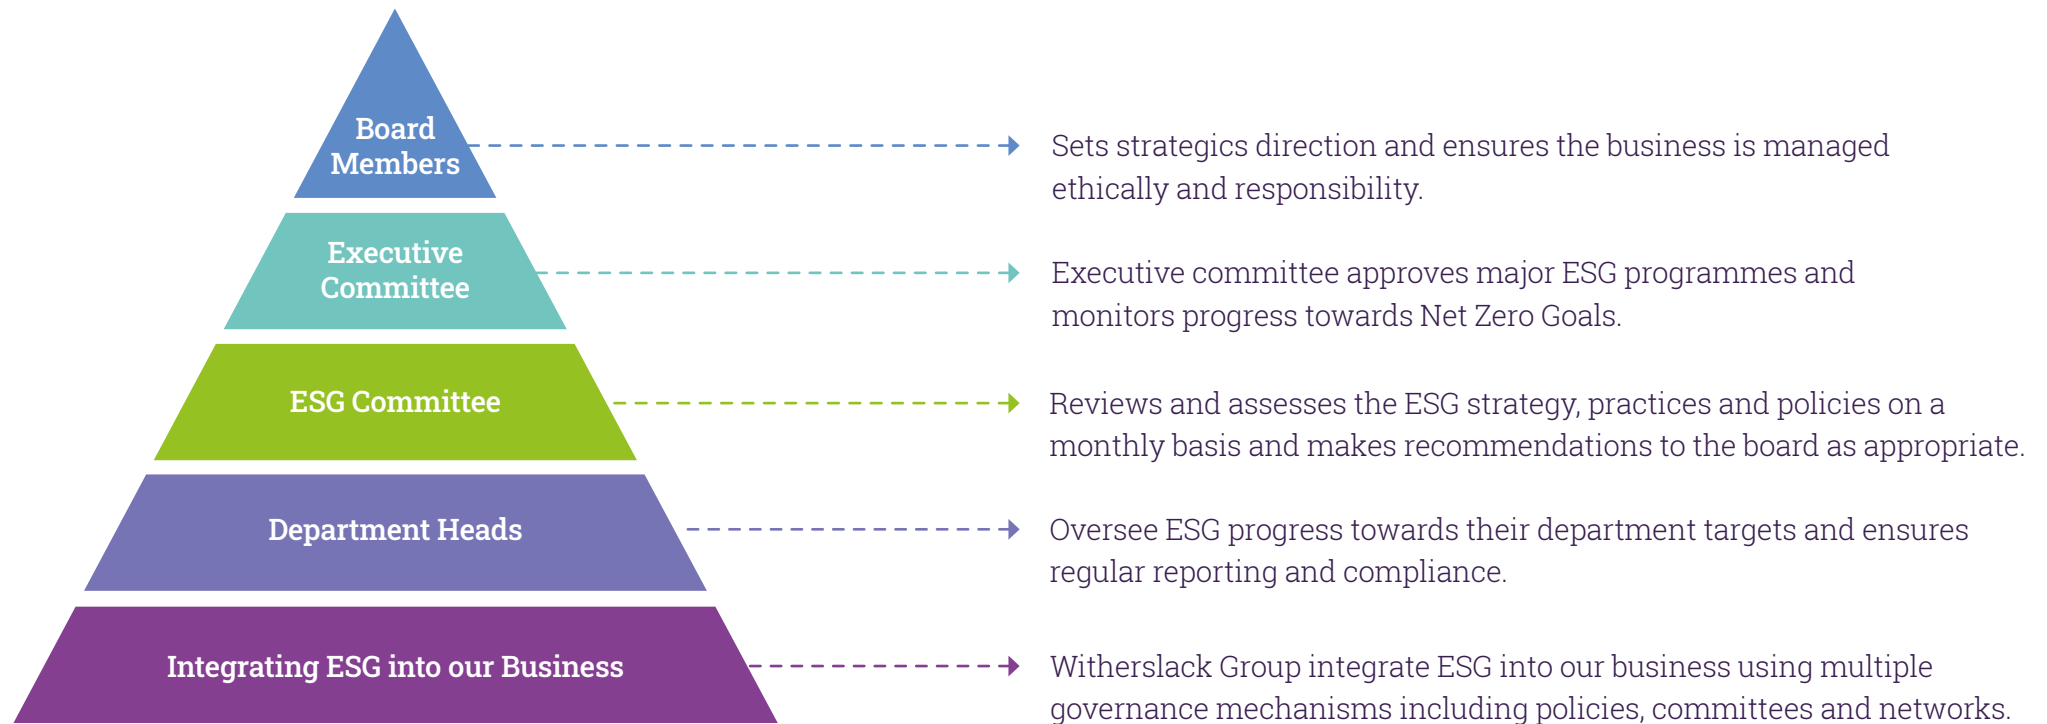 Board
Members
Sets strategics direction and ensures the business is managed
ethically and responsibility.
Executive
Committee
Executive committee approves major ESG programmes and
monitors progress towards Net Zero Goals.
ESG Committee
Reviews and assesses the ESG strategy, practices and policies on a
monthly basis and makes recommendations to the board as appropriate.
Department Heads
Oversee ESG progress towards their department targets and ensures
regular reporting and compliance.
Integrating ESG into our Business
Witherslack Group integrate ESG into our business using multiple
governance mechanisms including policies, committees and networks.